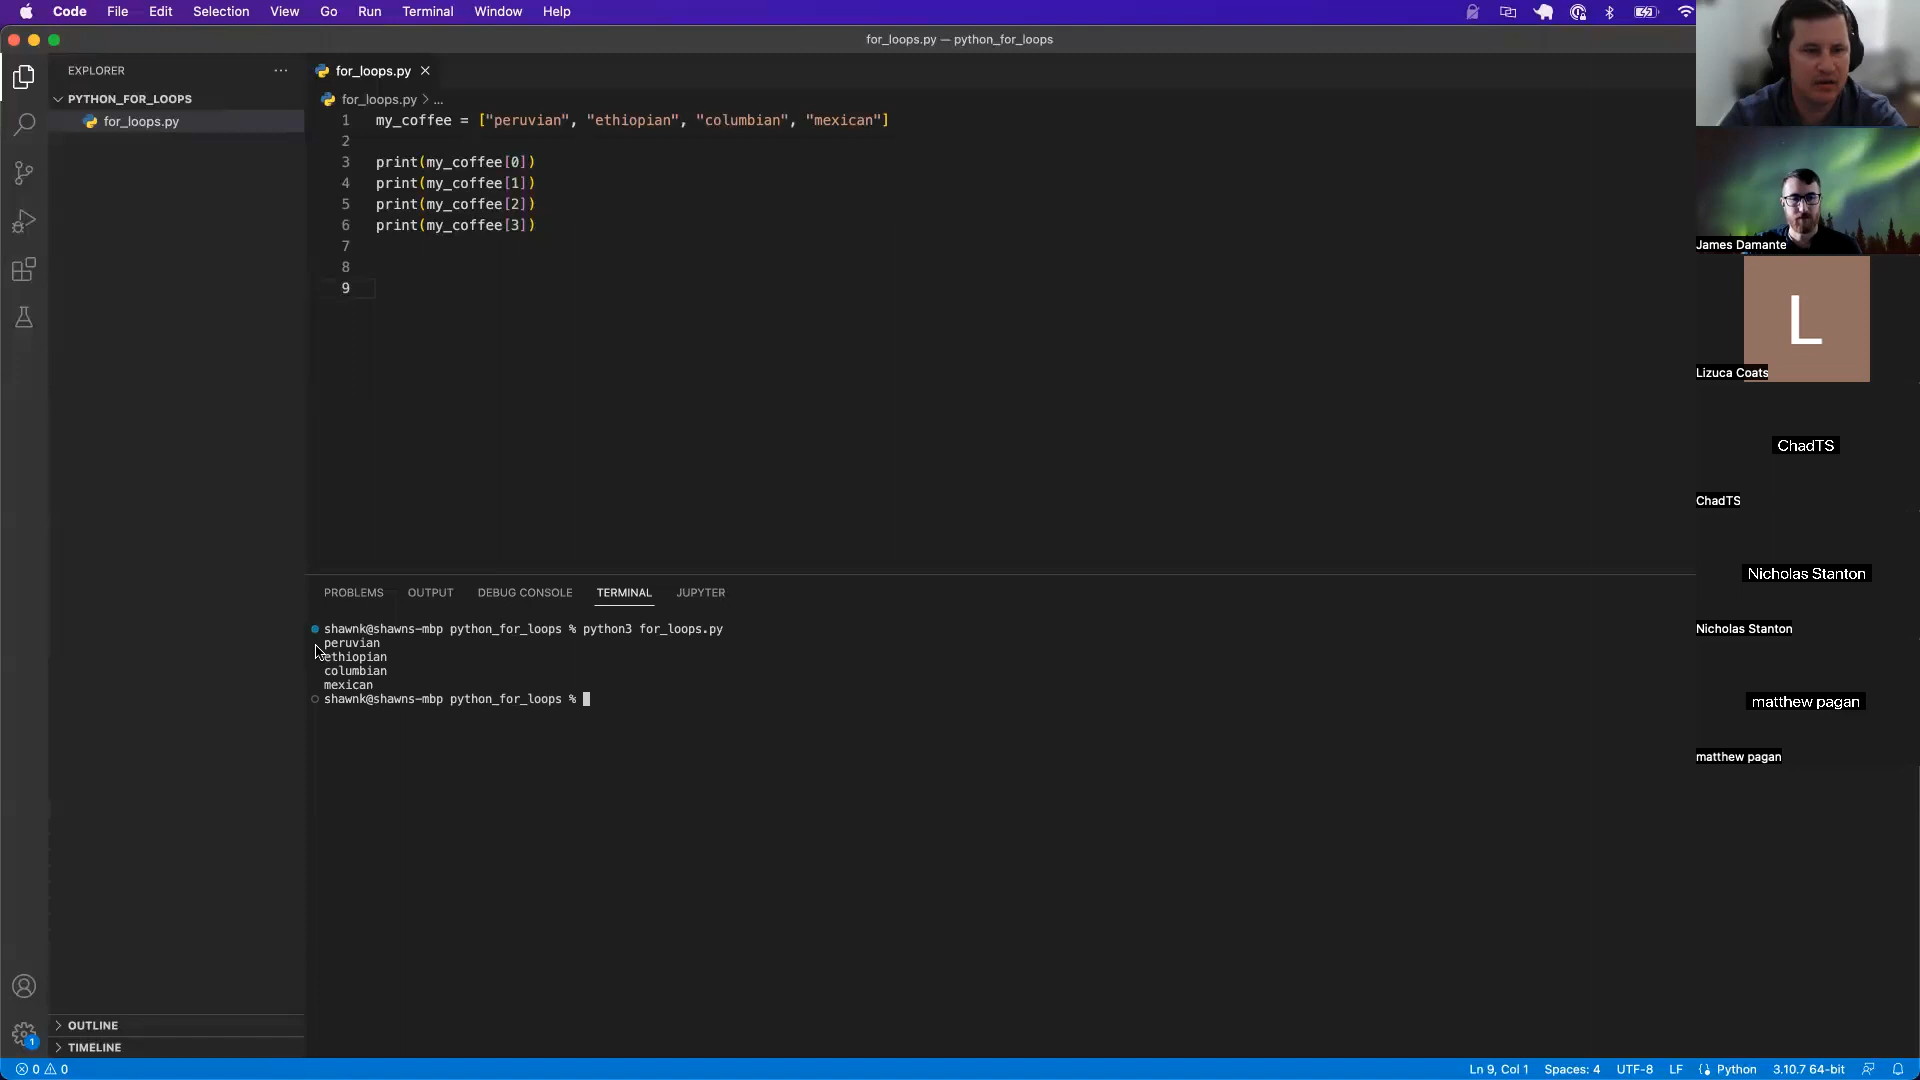 Code File Edit Selection View Go Run Terminal Window Help
for_loops.py — python_for_loops
EXPLORER
PYTHON_FOR_LOOPS
for_loops.py
OUTLINE
TIMELINE
for_loops.py
for_loops.py > ...
1 my_coffee = ["peruvian", "ethiopian", "columbian", "mexican"]
2
3 print(my_coffee[0])
4 print(my_coffee[1])
5 print(my_coffee[2])
6 print(my_coffee[3])
7
8
9
PROBLEMS OUTPUT DEBUG CONSOLE TERMINAL JUPYTER
shawnk@shawns-mbp python_for_loops % python3 for_loops.py
peruvian
ethiopian
columbian
mexican
shawnk@shawns-mbp python_for_loops %
James Damante
L
Lizuca Coats
ChadTS
ChadTS
Nicholas Stanton
Nicholas Stanton
matthew pagan
matthew pagan
1
0 0
Ln 9, Col 1 Spaces: 4 UTF-8 LF Python 3.10.7 64-bit